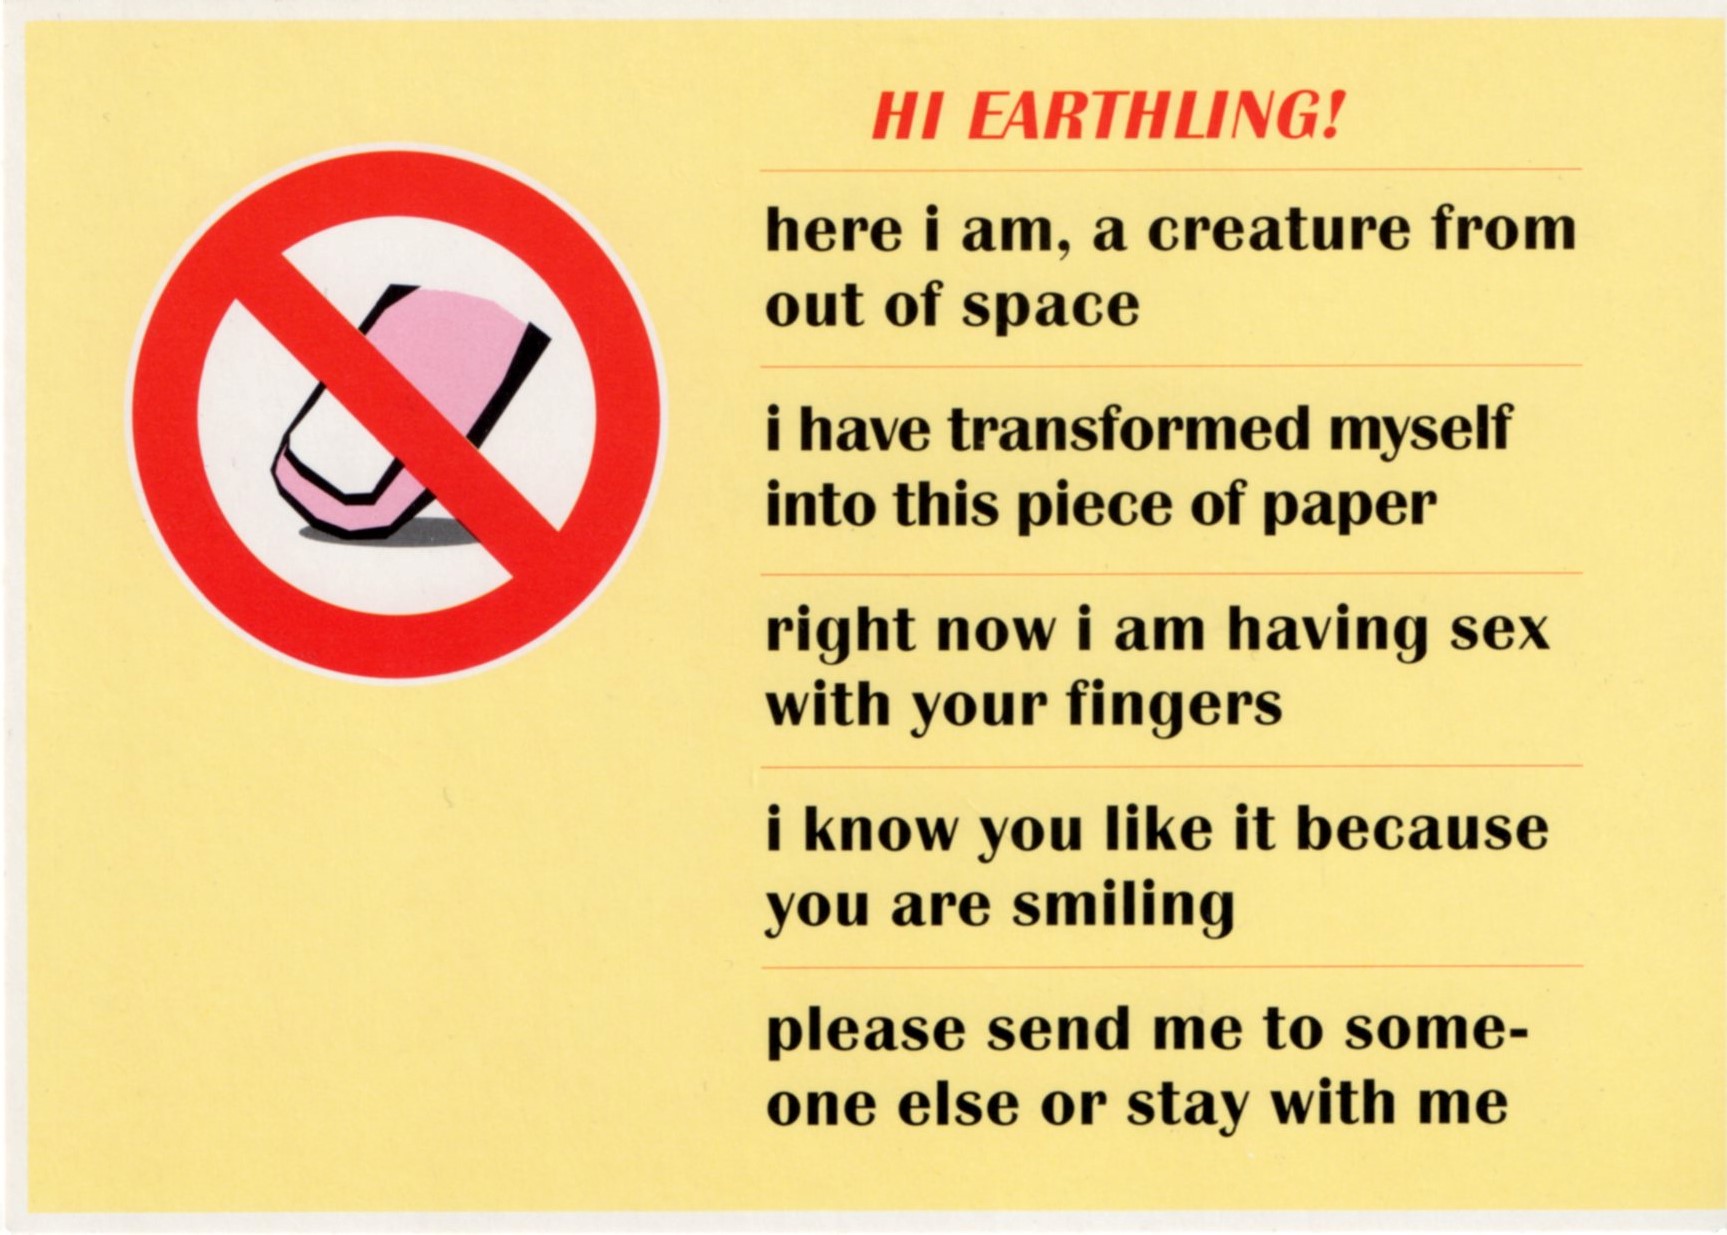 HI EARTHLING!
here i am, a creature from
out of space
i have transformed myself
into this piece of paper
right now i am having sex
with your fingers
i know you like it because
you are smiling
please send me to some-
one else or stay with me